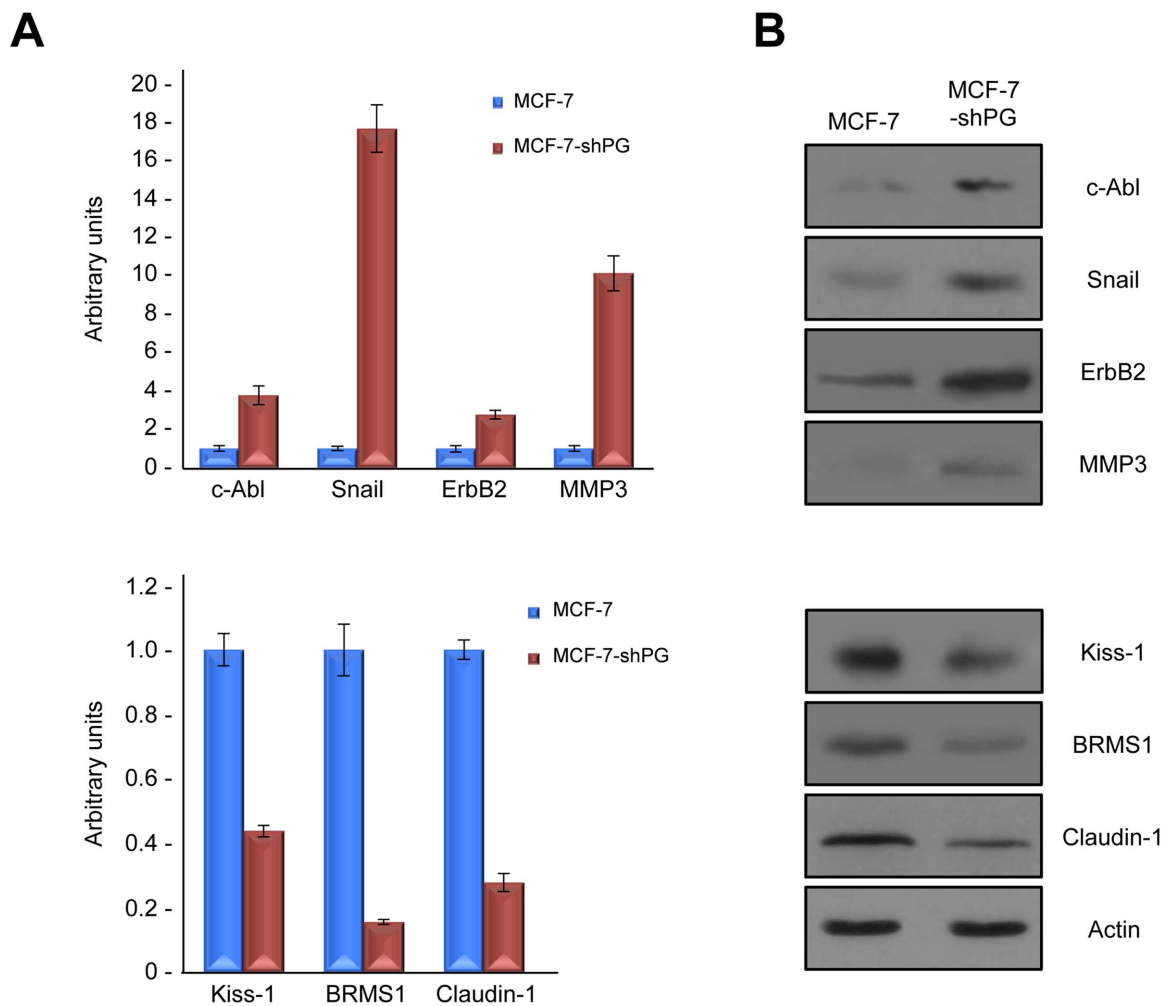 A
Arbitrary units
20 -
18 -
16 -
14 -
12 -
10 -
8 -
6 -
4 -
2 -
0 -
MCF-7
MCF-7-shPG
c-Abl Snail ErbB2 MMP3
Arbitrary units
1.2 -
1.0 -
0.8 -
0.6 -
0.4 -
0.2 -
0 -
MCF-7
MCF-7-shPG
Kiss-1 BRMS1 Claudin-1
B
MCF-7
MCF-7
-shPG
c-Abl
Snail
ErbB2
MMP3
Kiss-1
BRMS1
Claudin-1
Actin